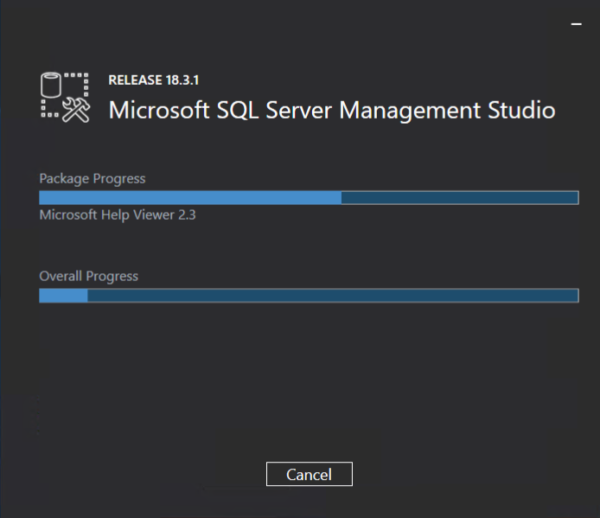 RELEASE 18.3.1
Microsoft SQL Server Management Studio
Package Progress
Microsoft Help Viewer 2.3
Overall Progress
Cancel